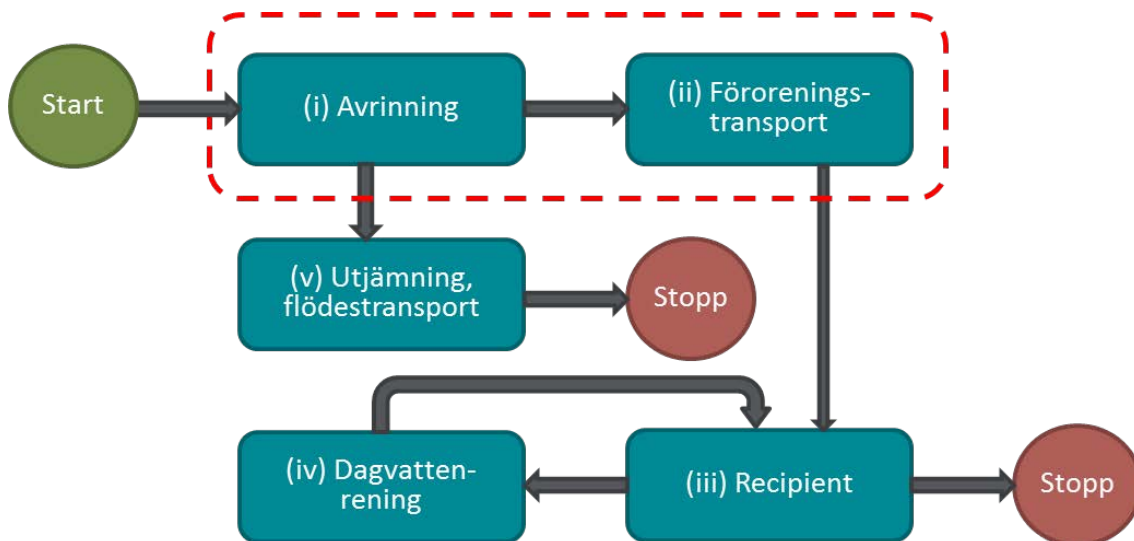 Start
(i) Avrinning
(ii) Förorenings-
transport
(v) Utjämning,
flödestransport
Stopp
(iv) Dagvatten-
rening
(iii) Recipient
Stopp